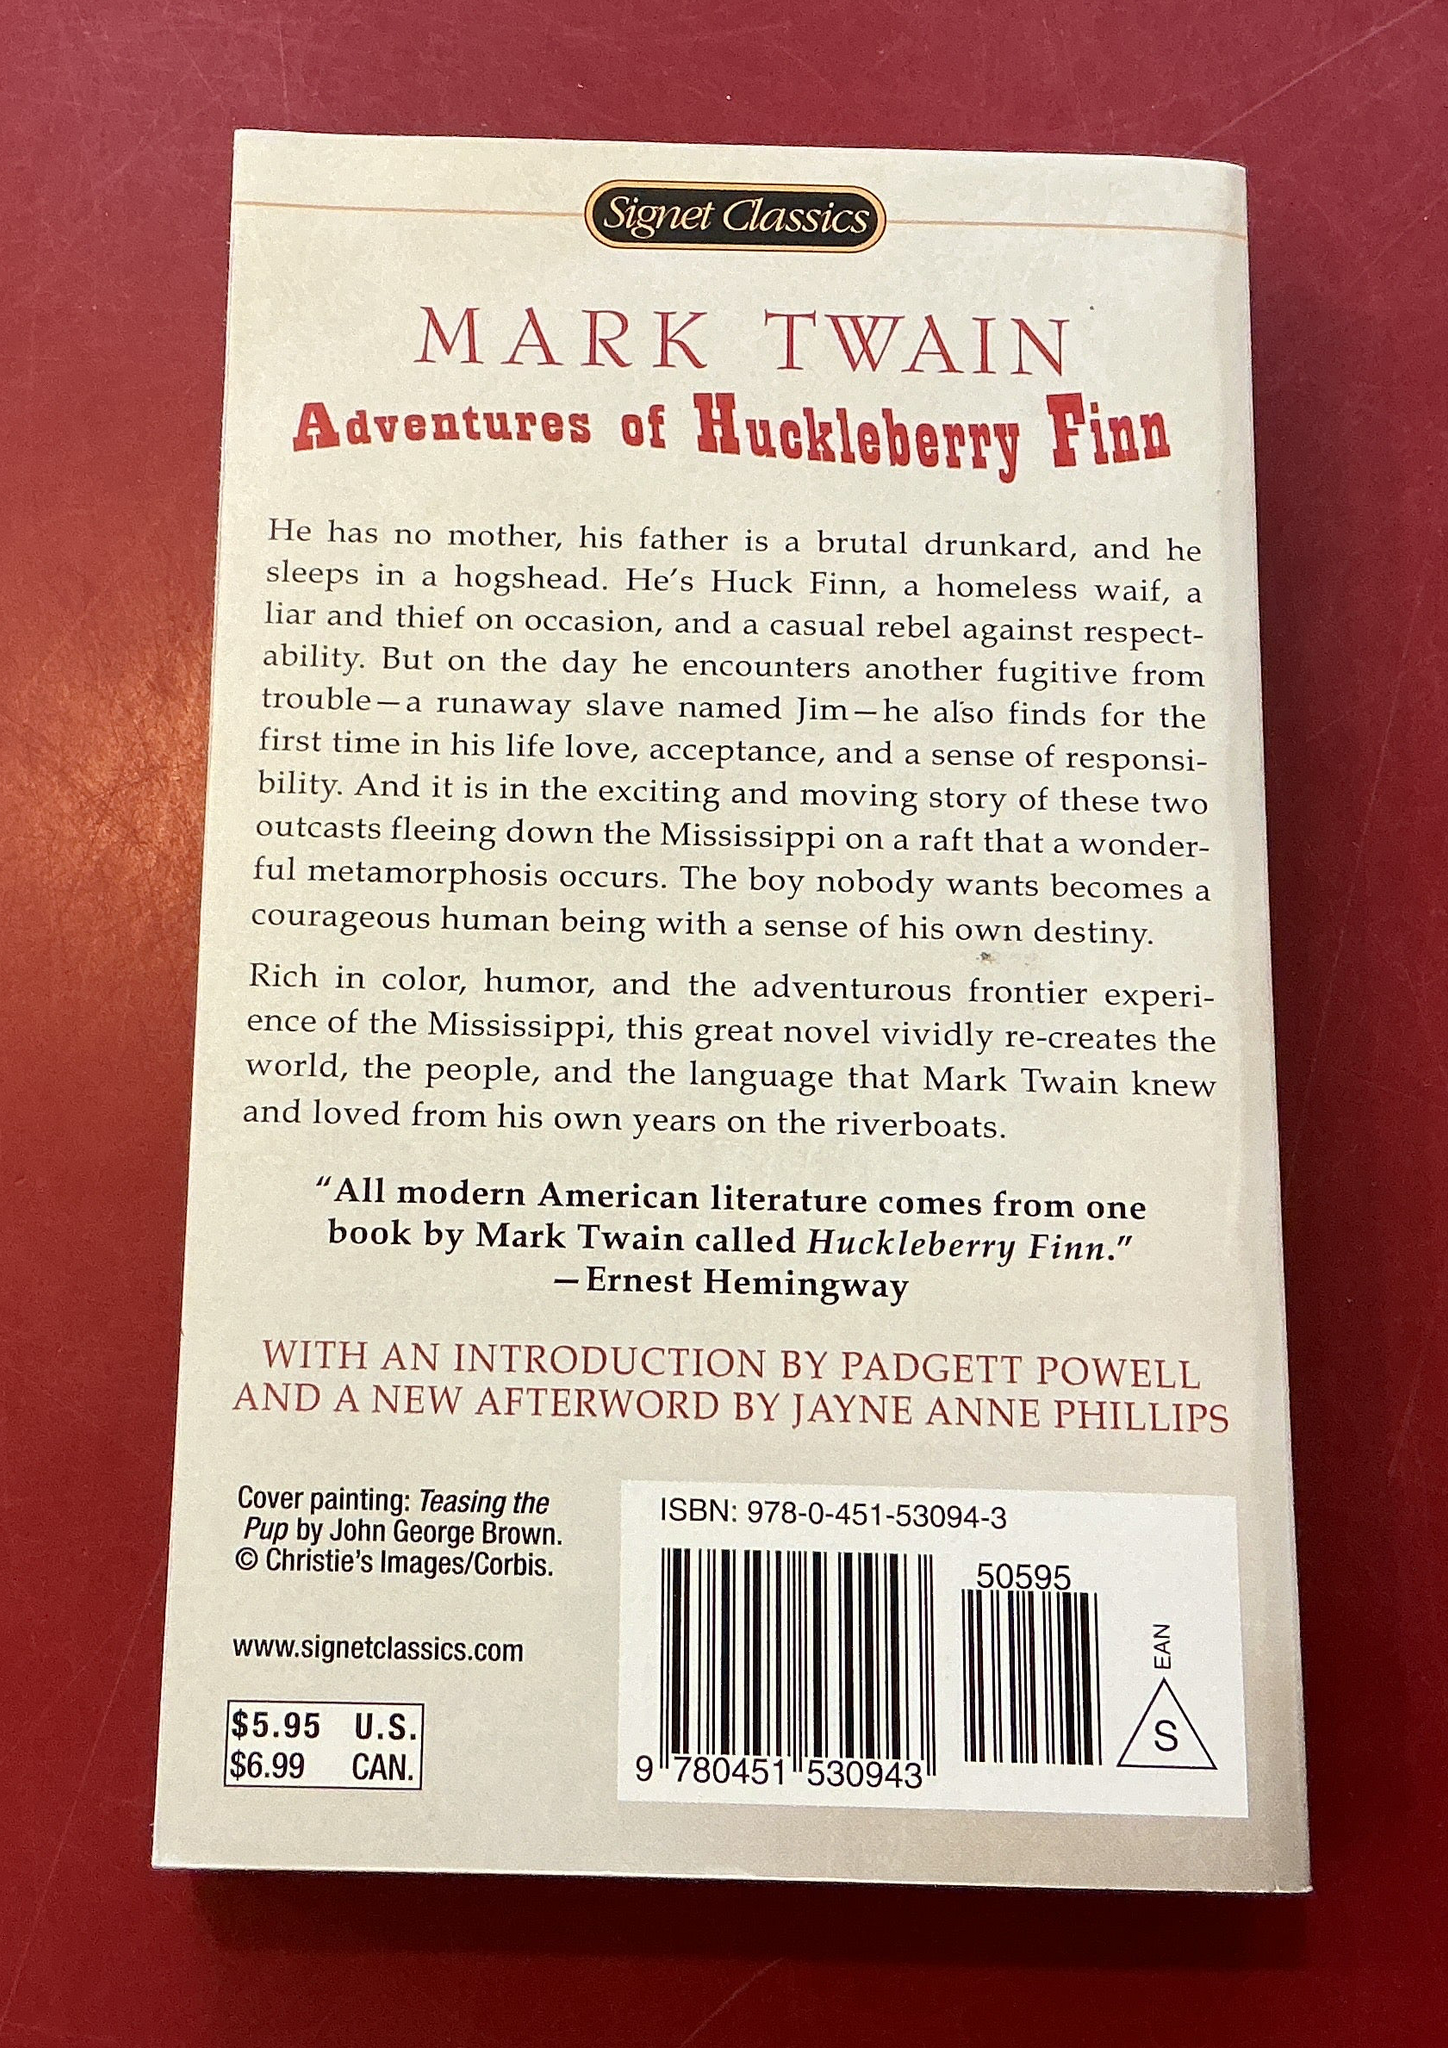 Signet Classics
MARK TWAIN
Adventures of Huckleberry Finn
He has no mother, his father is a brutal drunkard, and he
sleeps in a hogshead. He's Huck Finn, a homeless waif, a
liar and thief on occasion, and a casual rebel against respect-
ability. But on the day he encounters another fugitive from
trouble—a runaway slave named Jim—he also finds for the
first time in his life love, acceptance, and a sense of responsi-
bility. And it is in the exciting and moving story of these two
outcasts fleeing down the Mississippi on a raft that a wonder-
ful metamorphosis occurs. The boy nobody wants becomes a
courageous human being with a sense of his own destiny.
Rich in color, humor, and the adventurous frontier experi-
ence of the Mississippi, this great novel vividly re-creates the
world, the people, and the language that Mark Twain knew
and loved from his own years on the riverboats.
"All modern American literature comes from one
book by Mark Twain called Huckleberry Finn."
—Ernest Hemingway
WITH AN INTRODUCTION BY PADGETT POWELL
AND A NEW AFTERWORD BY JAYNE ANNE PHILLIPS
Cover painting: Teasing the
Pup by John George Brown.
© Christie's Images/Corbis.
www.signetclassics.com
$5.95 U.S.
$6.99 CAN.
ISBN: 978-0-451-53094-3
50595
9 780451 530943
EAN
S